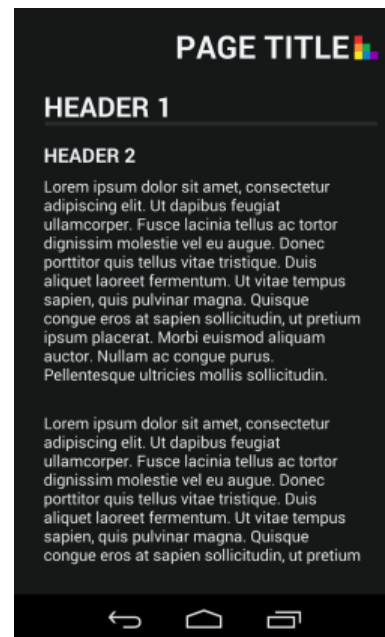 PAGE TITLE
HEADER 1
HEADER 2
Lorem ipsum dolor sit amet, consectetur
adipiscing elit. Ut dapibus feugiat
ullamcorper. Fusce lacinia tellus ac tortor
dignissim molestie vel eu augue. Donec
porttitor quis tellus vitae tristique. Duis
aliquet laoreet fermentum. Ut vitae tempus
sapien, quis pulvinar magna. Quisque
congue eros at sapien sollicitudin, ut pretium
ipsum placerat. Morbi euismod aliquam
auctor. Nullam ac congue purus.
Pellentesque ultricies mollis sollicitudin.
Lorem ipsum dolor sit amet, consectetur
adipiscing elit. Ut dapibus feugiat
ullamcorper. Fusce lacinia tellus ac tortor
dignissim molestie vel eu augue. Donec
porttitor quis tellus vitae tristique. Duis
aliquet laoreet fermentum. Ut vitae tempus
sapien, quis pulvinar magna. Quisque
congue eros at sapien sollicitudin, ut pretium